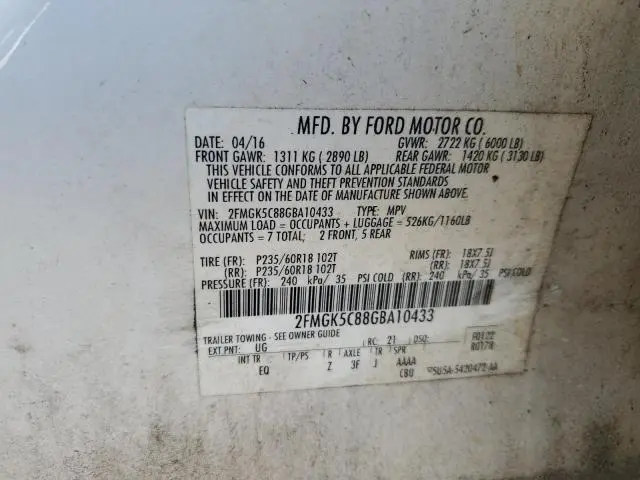 MFD. BY FORD MOTOR CO.
DATE: 04/16 GVWR: 2722 KG ( 6000 LB)
FRONT GAWR: 1311 KG ( 2890 LB) REAR GAWR: 1420 KG ( 3130 LB)
THIS VEHICLE CONFORMS TO ALL APPLICABLE FEDERAL MOTOR
VEHICLE SAFETY AND THEFT PREVENTION STANDARDS
IN EFFECT ON THE DATE OF MANUFACTURE SHOWN ABOVE.
VIN: 2FMGK5C88GBA10433 TYPE: MPV
MAXIMUM LOAD = OCCUPANTS + LUGGAGE = 526KG/1160LB
OCCUPANTS = 7 TOTAL; 2 FRONT, 5 REAR
TIRE (FR): P235/60R18 102T RIMS (FR): 18X7.5J
(RR): P235/60R18 102T (RR): 18X7.5J
PRESSURE (FR): 240 kPa/ 35 PSI COLD (RR): 240 kPa/ 35 PSI COLD
2FMGK5C88GBA10433
TRAILER TOWING - SEE OWNER GUIDE
EXT PNT: UG RC: 21 DSO: F0122
R0178
INT TR TP/PS R AXLE TR SPR
EQ Z 3F J AAAA
CBU